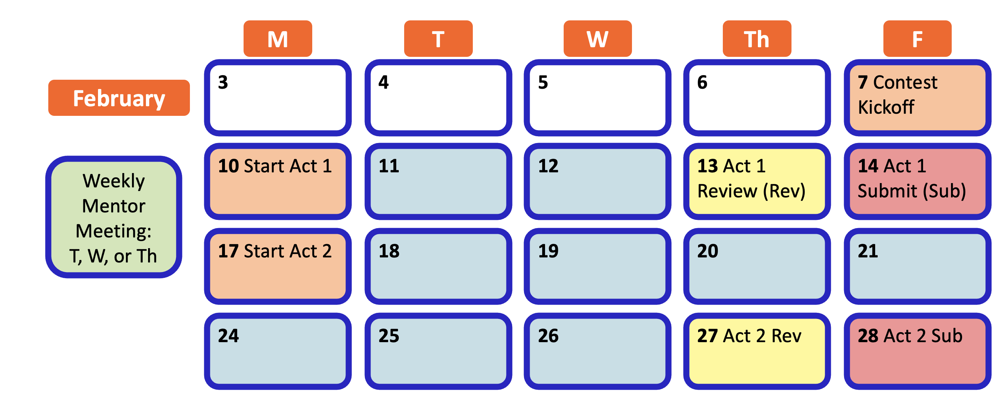 M
T
W
Th
F
February
3
4
5
6
7 Contest
Kickoff
Weekly
Mentor
Meeting:
T, W, or Th
10 Start Act 1
11
12
13 Act 1
Review (Rev)
14 Act 1
Submit (Sub)
17 Start Act 2
18
19
20
21
24
25
26
27 Act 2 Rev
28 Act 2 Sub